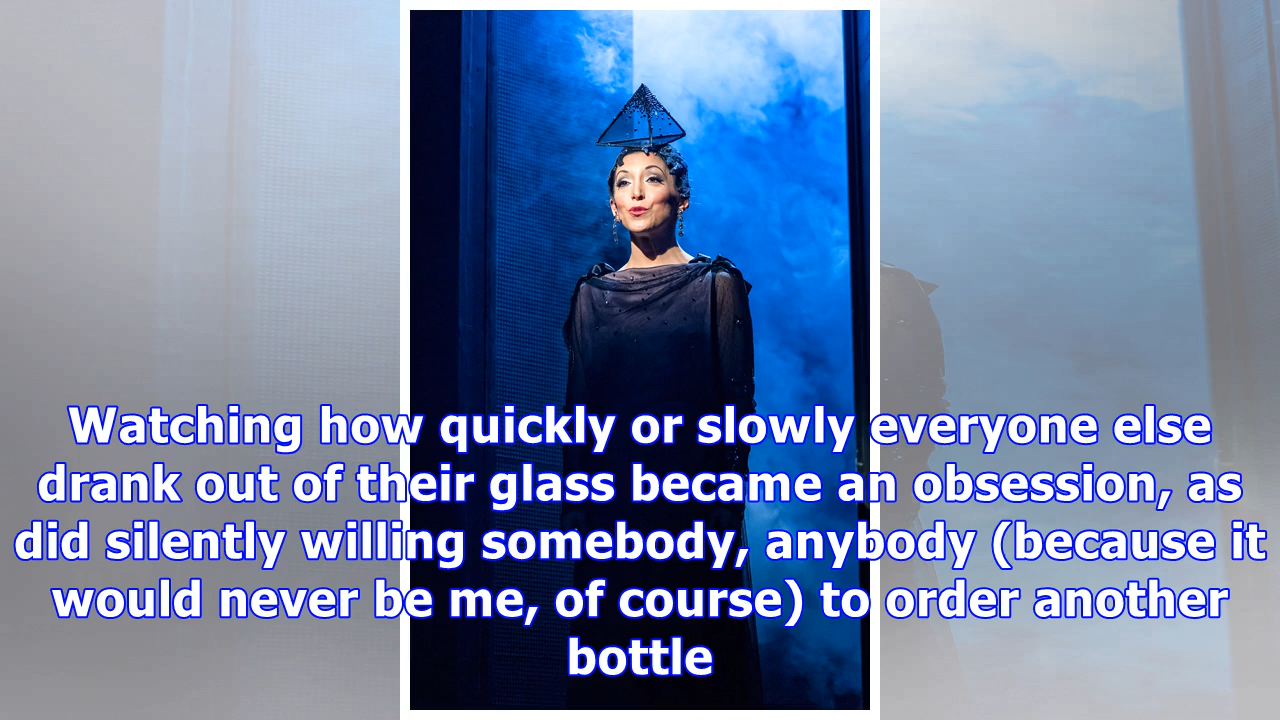 Watching how quickly or slowly everyone else
drank out of their glass became an obsession, as
did silently willing somebody, anybody (because it
would never be me, of course) to order another
bottle